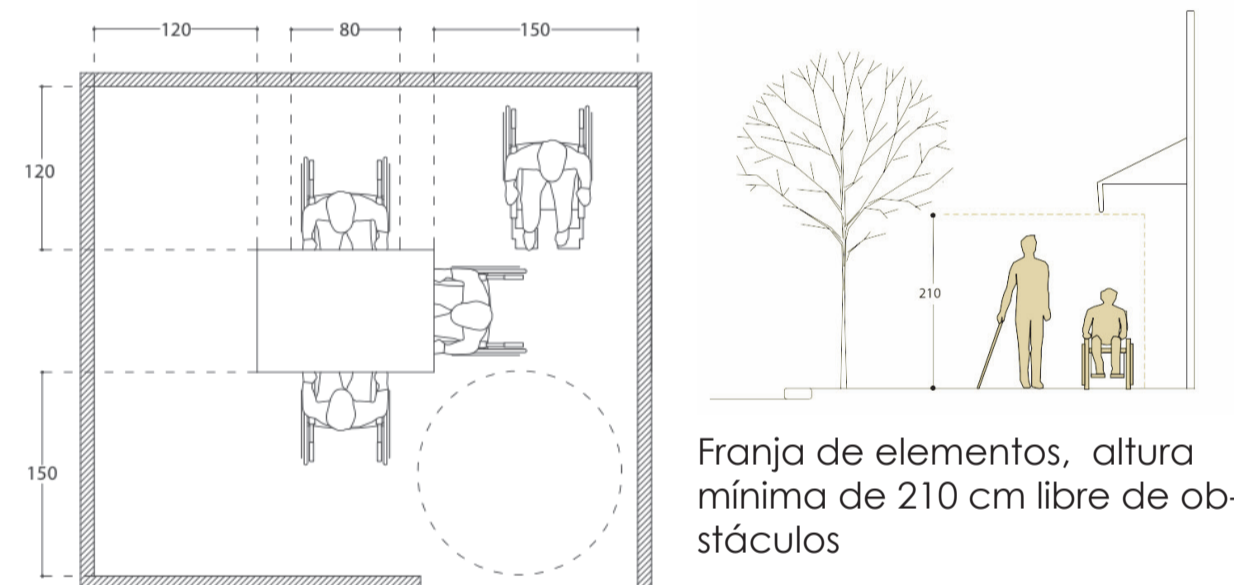 120
80
150
120
150
210
Franja de elementos, altura
mínima de 210 cm libre de ob-
stáculos